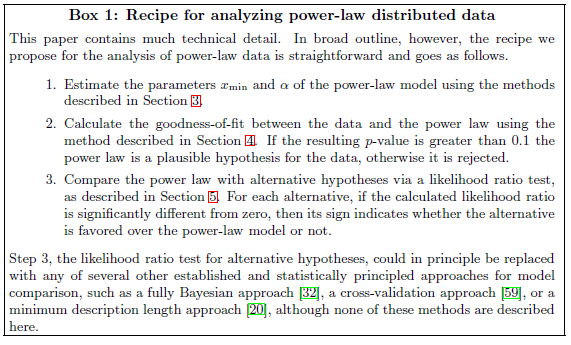 Box 1: Recipe for analyzing power-law distributed data
This paper contains much technical detail. In broad outline, however, the recipe we
propose for the analysis of power-law data is straightforward and goes as follows.
1. Estimate the parameters xmin and α of the power-law model using the methods
described in Section 3.
2. Calculate the goodness-of-fit between the data and the power law using the
method described in Section 4. If the resulting p-value is greater than 0.1 the
power law is a plausible hypothesis for the data, otherwise it is rejected.
3. Compare the power law with alternative hypotheses via a likelihood ratio test,
as described in Section 5. For each alternative, if the calculated likelihood ratio
is significantly different from zero, then its sign indicates whether the alternative
is favored over the power-law model or not.
Step 3, the likelihood ratio test for alternative hypotheses, could in principle be replaced
with any of several other established and statistically principled approaches for model
comparison, such as a fully Bayesian approach [32], a cross-validation approach [59], or a
minimum description length approach [20], although none of these methods are described
here.